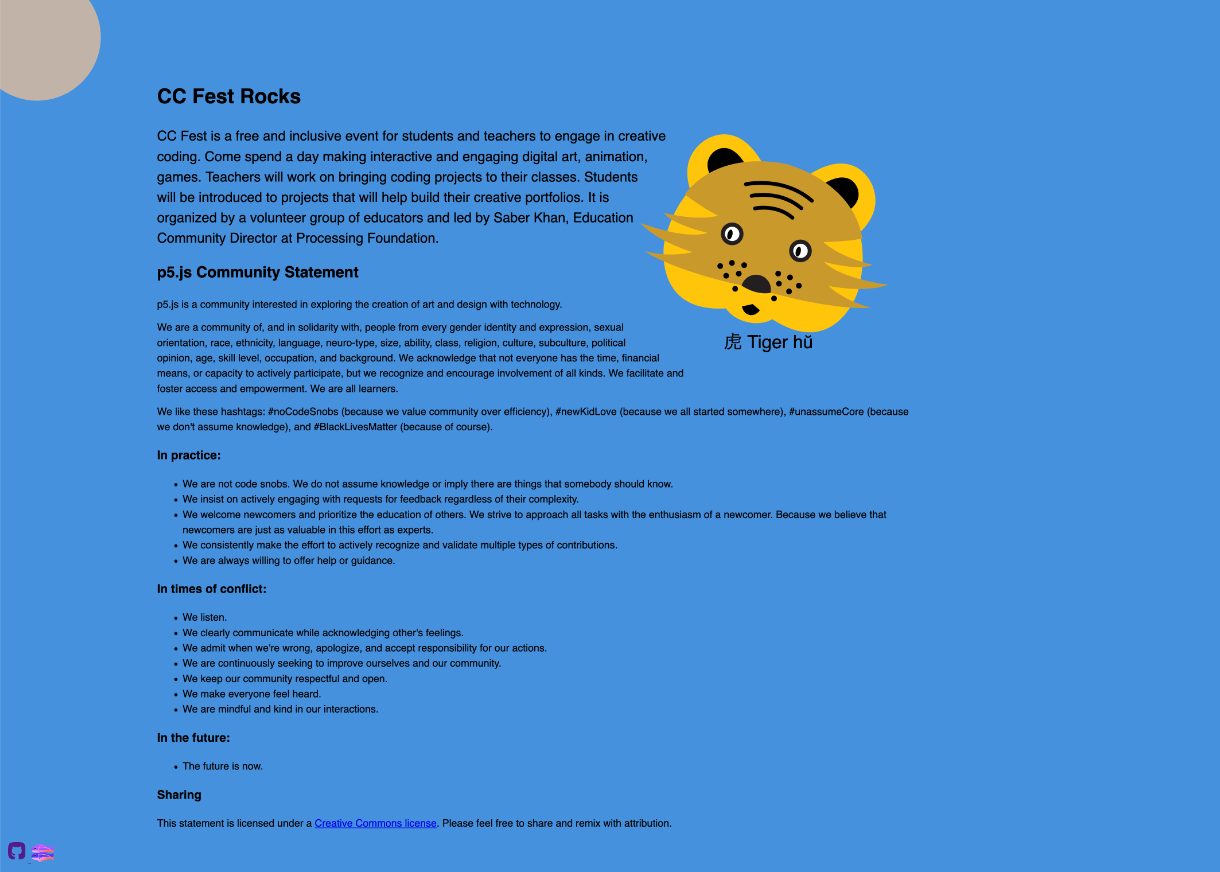 CC Fest Rocks
CC Fest is a free and inclusive event for students and teachers to engage in creative
coding. Come spend a day making interactive and engaging digital art, animation,
games. Teachers will work on bringing coding projects to their classes. Students
will be introduced to projects that will help build their creative portfolios. It is
organized by a volunteer group of educators and led by Saber Khan, Education
Community Director at Processing Foundation.
虎 Tiger hǔ
p5.js Community Statement
p5.js is a community interested in exploring the creation of art and design with technology.
We are a community of, and in solidarity with, people from every gender identity and expression, sexual
orientation, race, ethnicity, language, neuro-type, size, ability, class, religion, culture, subculture, political
opinion, age, skill level, occupation, and background. We acknowledge that not everyone has the time, financial
means, or capacity to actively participate, but we recognize and encourage involvement of all kinds. We facilitate and
foster access and empowerment. We are all learners.
We like these hashtags: #noCodeSnobs (because we value community over efficiency), #newKidLove (because we all started somewhere), #unassumeCore (because
we don't assume knowledge), and #BlackLivesMatter (because of course).
In practice:
• We are not code snobs. We do not assume knowledge or imply there are things that somebody should know.
• We insist on actively engaging with requests for feedback regardless of their complexity.
• We welcome newcomers and prioritize the education of others. We strive to approach all tasks with the enthusiasm of a newcomer. Because we believe that
newcomers are just as valuable in this effort as experts.
• We consistently make the effort to actively recognize and validate multiple types of contributions.
• We are always willing to offer help or guidance.
In times of conflict:
• We listen.
• We clearly communicate while acknowledging other's feelings.
• We admit when we're wrong, apologize, and accept responsibility for our actions.
• We are continuously seeking to improve ourselves and our community.
• We keep our community respectful and open.
• We make everyone feel heard.
• We are mindful and kind in our interactions.
In the future:
• The future is now.
Sharing
This statement is licensed under a Creative Commons license. Please feel free to share and remix with attribution.